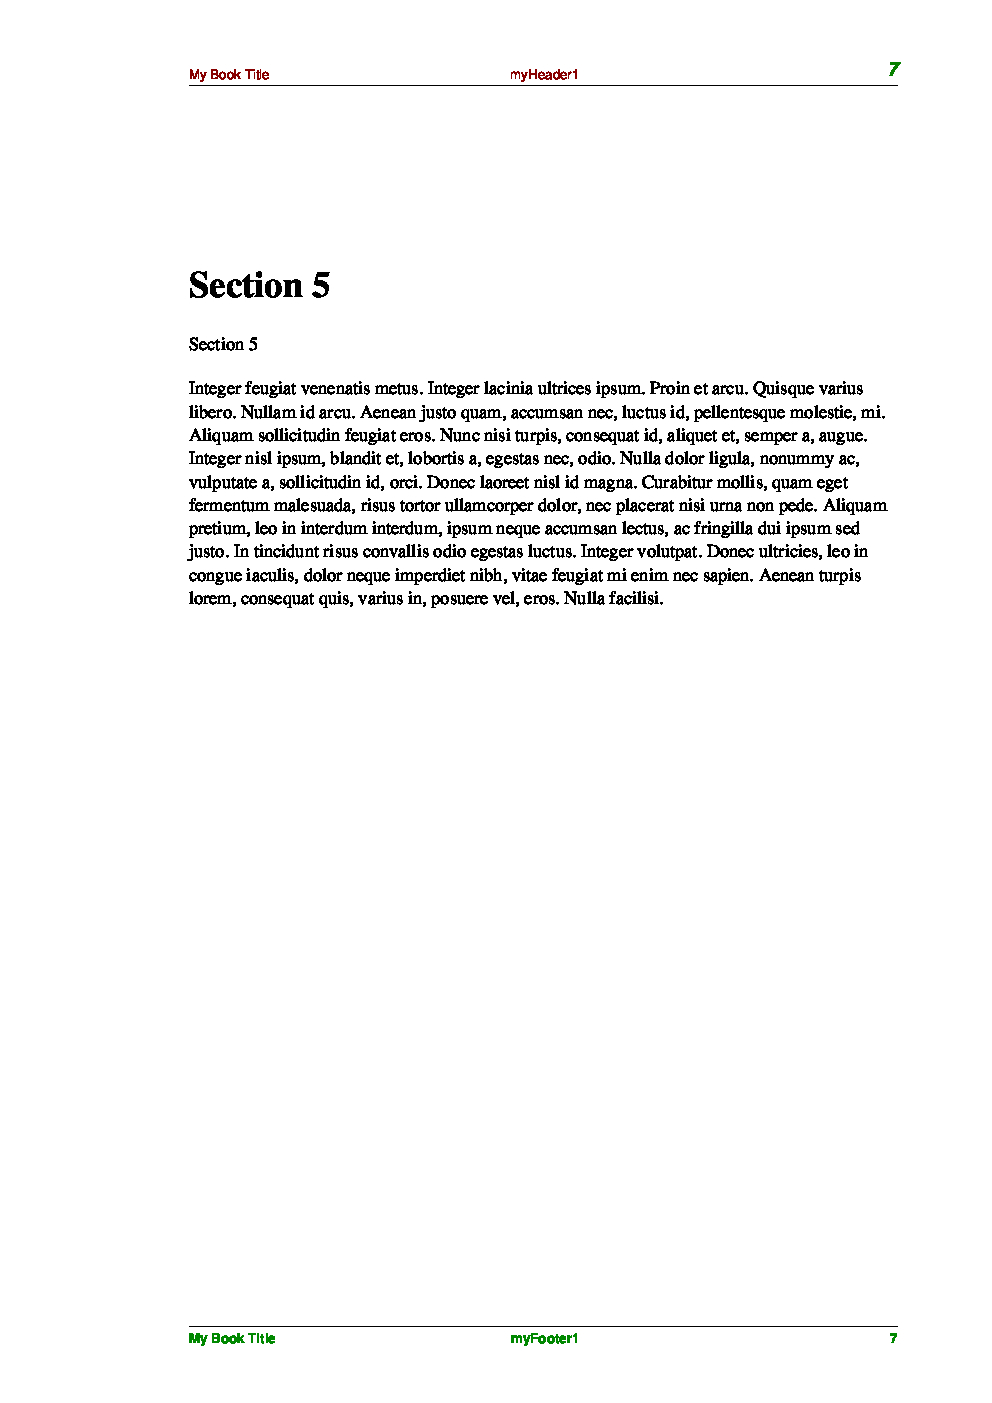 My Book Title myHeader1 7
Section 5
Section 5
Integer feugiat venenatis metus. Integer lacinia ultrices ipsum. Proin et arcu. Quisque varius
libero. Nullam id arcu. Aenean justo quam, accumsan nec, luctus id, pellentesque molestie, mi.
Aliquam sollicitudin feugiat eros. Nunc nisi turpis, consequat id, aliquet et, semper a, augue.
Integer nisl ipsum, blandit et, lobortis a, egestas nec, odio. Nulla dolor ligula, nonummy ac,
vulputate a, sollicitudin id, orci. Donec laoreet nisl id magna. Curabitur mollis, quam eget
fermentum malesuada, risus tortor ullamcorper dolor, nec placerat nisi urna non pede. Aliquam
pretium, leo in interdum interdum, ipsum neque accumsan lectus, ac fringilla dui ipsum sed
justo. In tincidunt risus convallis odio egestas luctus. Integer volutpat. Donec ultricies, leo in
congue iaculis, dolor neque imperdiet nibh, vitae feugiat mi enim nec sapien. Aenean turpis
lorem, consequat quis, varius in, posuere vel, eros. Nulla facilisi.
My Book Title myFooter1 7